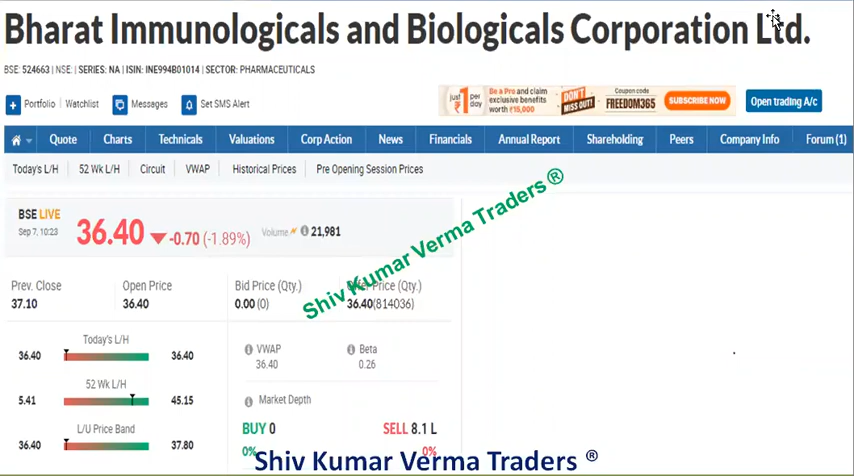 Bharat Immunologicals and Biologicals Corporation Ltd.
BSE: 524663 | NSE: | SERIES: NA | ISIN: INE994B01014 | SECTOR: PHARMACEUTICALS
Portfolio | Watchlist Messages Set SMS Alert
just ₹1 per day Be a Pro and claim exclusive benefits worth ₹15,000 DON'T MISS OUT! Coupon code FREEDOM365 SUBSCRIBE NOW
Open trading A/c
Quote Charts Technicals Valuations Corp Action News Financials Annual Report Shareholding Peers Company Info Forum (1)
Today's L/H 52 Wk L/H Circuit VWAP Historical Prices Pre Opening Session Prices
BSE LIVE
Sep 7, 10:23
36.40 -0.70 (-1.89%)
Volume 21,981
Shiv Kumar Verma Traders ®
Prev. Close Open Price Bid Price (Qty.) Offer Price (Qty.)
37.10 36.40 0.00 (0) 36.40(814036)
Today's L/H
36.40 36.40
52 Wk L/H
5.41 45.15
L/U Price Band
36.40 37.80
VWAP Beta
36.40 0.26
Market Depth
BUY 0 SELL 8.1 L
0% 0%
Shiv Kumar Verma Traders ®